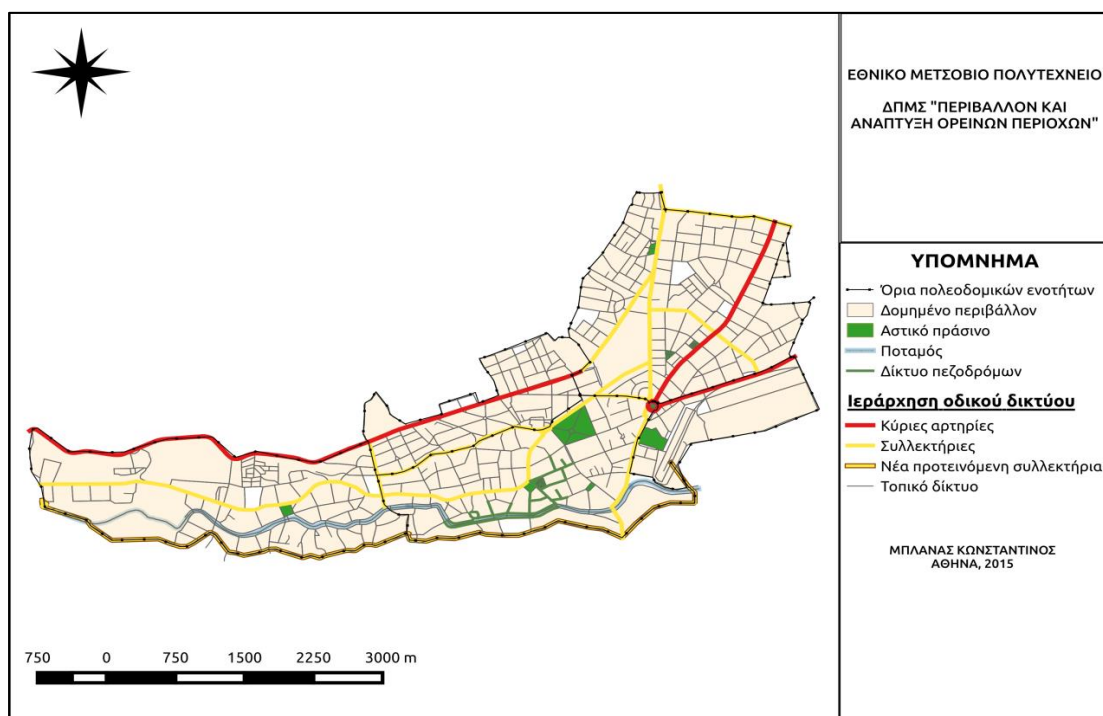 ΕΘΝΙΚΟ ΜΕΤΣΟΒΙΟ ΠΟΛΥΤΕΧΝΕΙΟ
ΔΠΜΣ "ΠΕΡΙΒΑΛΛΟΝ ΚΑΙ
ΑΝΑΠΤΥΞΗ ΟΡΕΙΝΩΝ ΠΕΡΙΟΧΩΝ"
ΥΠΟΜΝΗΜΑ
Όρια πολεοδομικών ενοτήτων
Δομημένο περιβάλλον
Αστικό πράσινο
Ποταμός
Δίκτυο πεζοδρόμων
Ιεράρχηση οδικού δικτύου
Κύριες αρτηρίες
Συλλεκτήριες
Νέα προτεινόμενη συλλεκτήρια
Τοπικό δίκτυο
ΜΠΛΑΝΑΣ ΚΩΝΣΤΑΝΤΙΝΟΣ
ΑΘΗΝΑ, 2015
750 0 750 1500 2250 3000 m